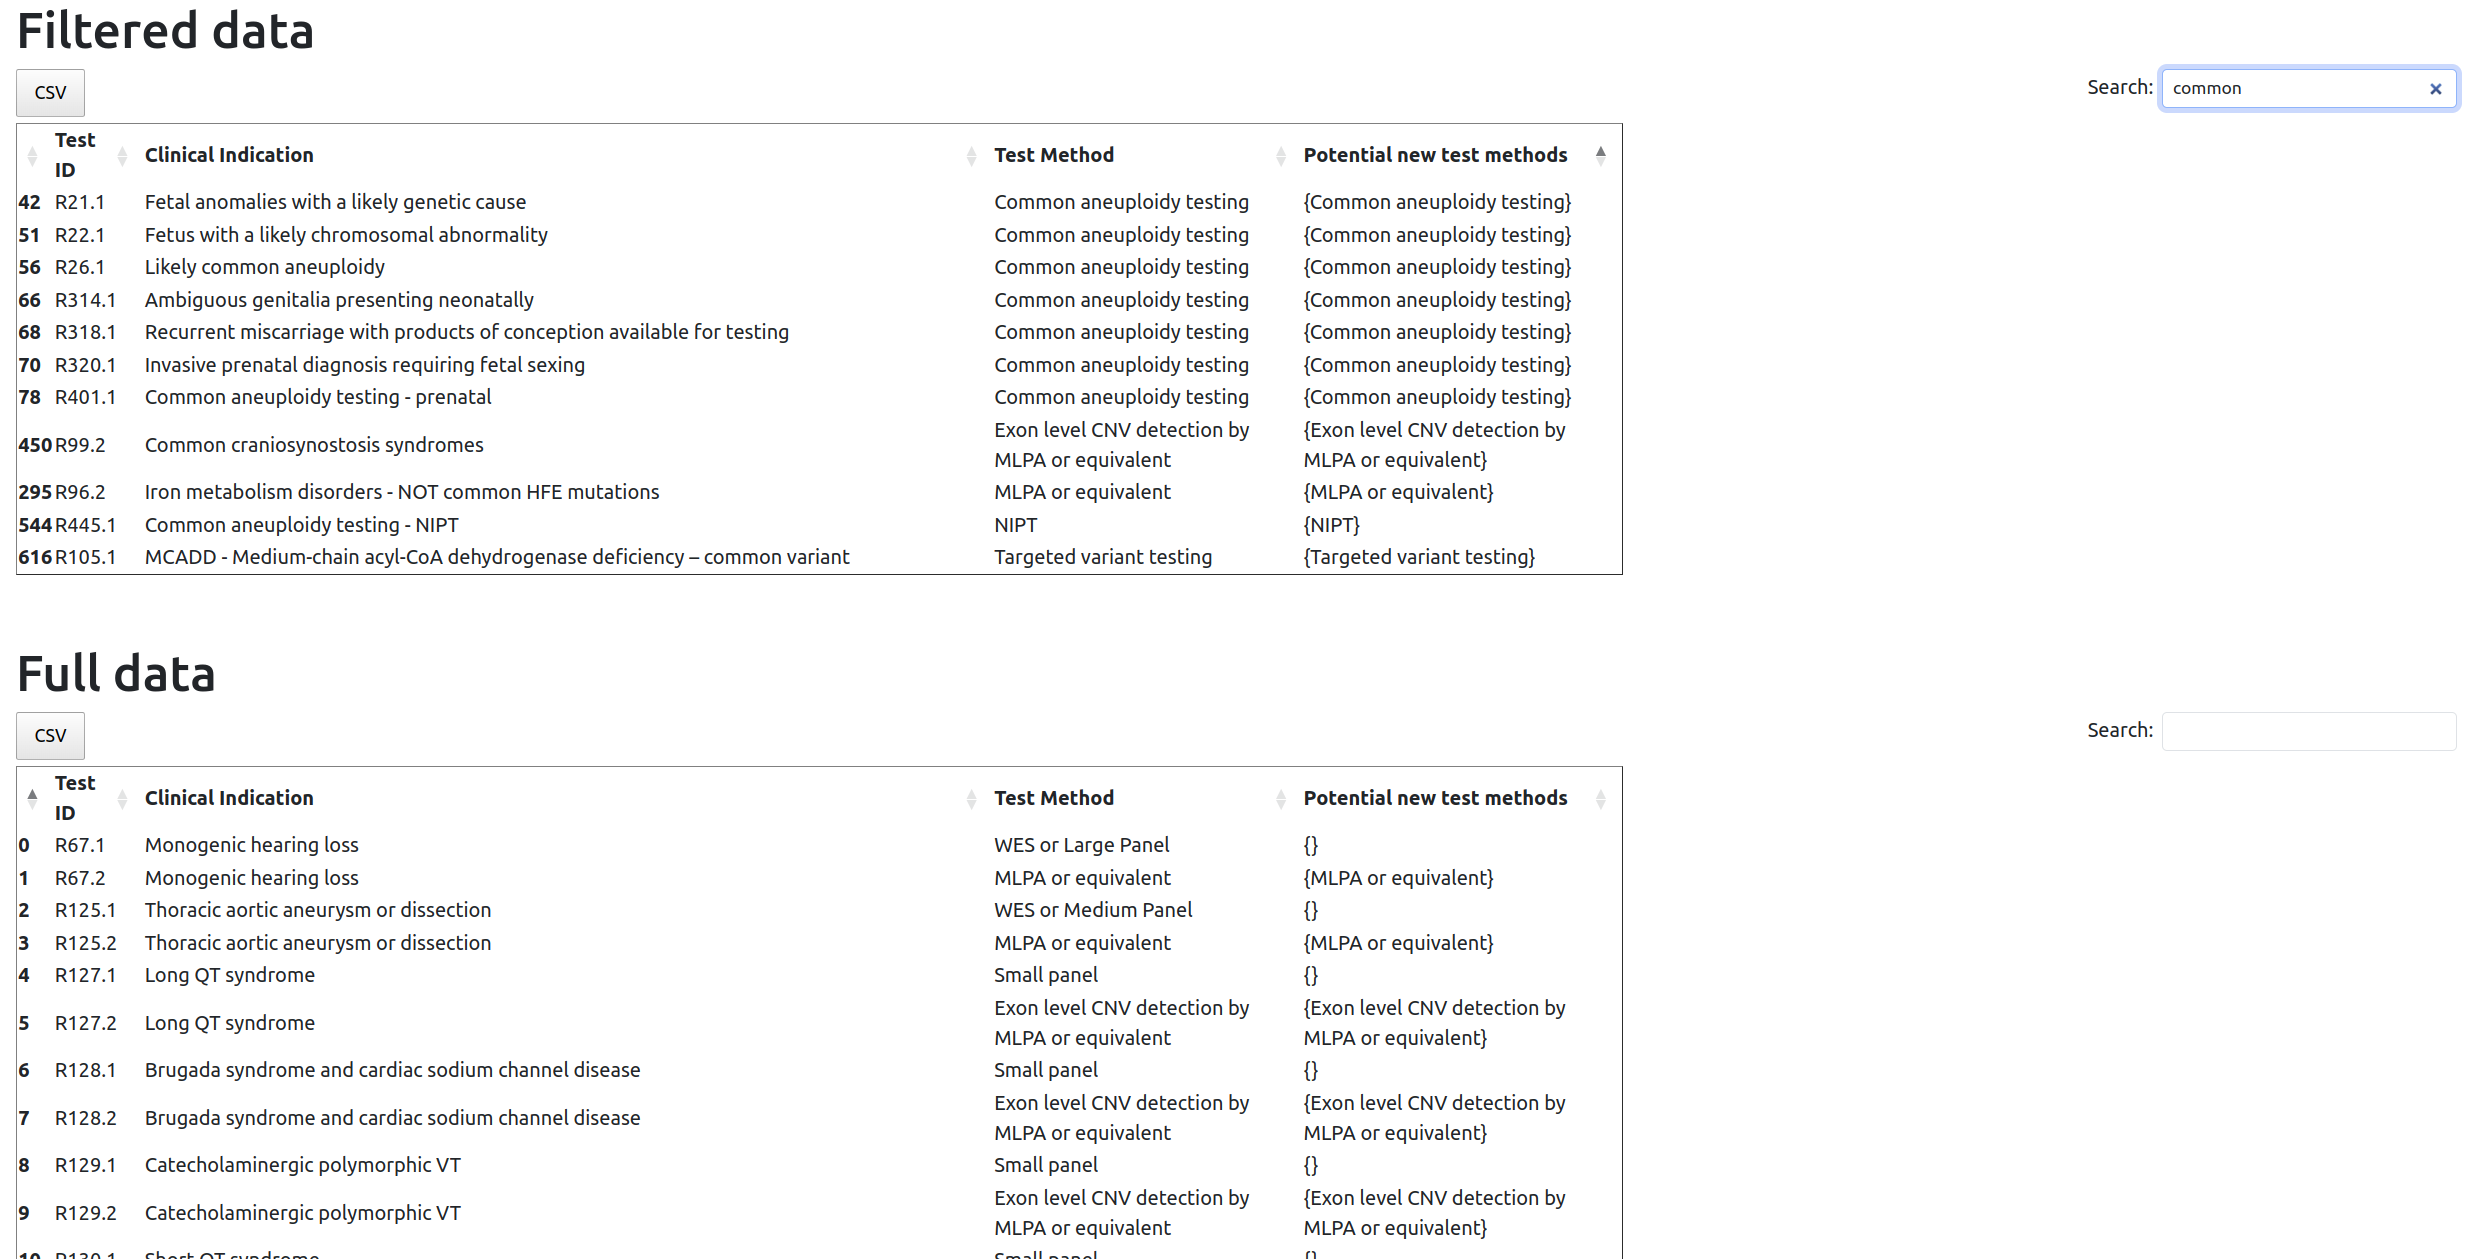 Filtered data
CSV
Search: common
Test ID Clinical Indication Test Method Potential new test methods
42 R21.1 Fetal anomalies with a likely genetic cause Common aneuploidy testing {Common aneuploidy testing}
51 R22.1 Fetus with a likely chromosomal abnormality Common aneuploidy testing {Common aneuploidy testing}
56 R26.1 Likely common aneuploidy Common aneuploidy testing {Common aneuploidy testing}
66 R314.1 Ambiguous genitalia presenting neonatally Common aneuploidy testing {Common aneuploidy testing}
68 R318.1 Recurrent miscarriage with products of conception available for testing Common aneuploidy testing {Common aneuploidy testing}
70 R320.1 Invasive prenatal diagnosis requiring fetal sexing Common aneuploidy testing {Common aneuploidy testing}
78 R401.1 Common aneuploidy testing - prenatal Common aneuploidy testing {Common aneuploidy testing}
450 R99.2 Common craniosynostosis syndromes Exon level CNV detection by MLPA or equivalent {Exon level CNV detection by MLPA or equivalent}
295 R96.2 Iron metabolism disorders - NOT common HFE mutations MLPA or equivalent {MLPA or equivalent}
544 R445.1 Common aneuploidy testing - NIPT NIPT {NIPT}
616 R105.1 MCADD - Medium-chain acyl-CoA dehydrogenase deficiency – common variant Targeted variant testing {Targeted variant testing}
Full data
CSV
Search:
Test ID Clinical Indication Test Method Potential new test methods
0 R67.1 Monogenic hearing loss WES or Large Panel {}
1 R67.2 Monogenic hearing loss MLPA or equivalent {MLPA or equivalent}
2 R125.1 Thoracic aortic aneurysm or dissection WES or Medium Panel {}
3 R125.2 Thoracic aortic aneurysm or dissection MLPA or equivalent {MLPA or equivalent}
4 R127.1 Long QT syndrome Small panel {}
5 R127.2 Long QT syndrome Exon level CNV detection by MLPA or equivalent {Exon level CNV detection by MLPA or equivalent}
6 R128.1 Brugada syndrome and cardiac sodium channel disease Small panel {}
7 R128.2 Brugada syndrome and cardiac sodium channel disease Exon level CNV detection by MLPA or equivalent {Exon level CNV detection by MLPA or equivalent}
8 R129.1 Catecholaminergic polymorphic VT Small panel {}
9 R129.2 Catecholaminergic polymorphic VT Exon level CNV detection by MLPA or equivalent {Exon level CNV detection by MLPA or equivalent}
10 R130.1 Short QT syndrome Small panel {}